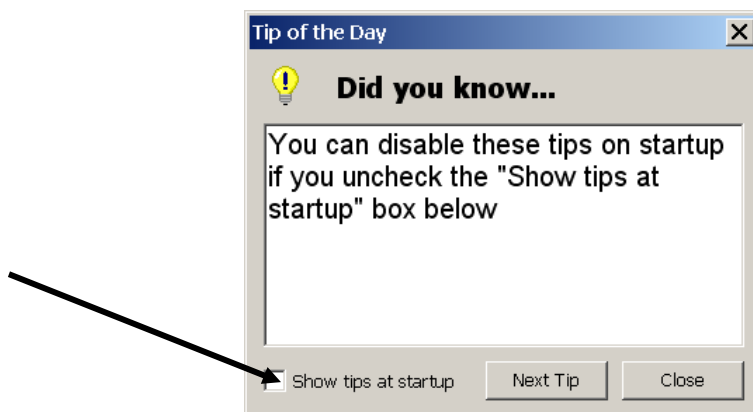 Tip of the Day
Did you know...
You can disable these tips on startup
if you uncheck the "Show tips at
startup" box below
Show tips at startup
Next Tip
Close